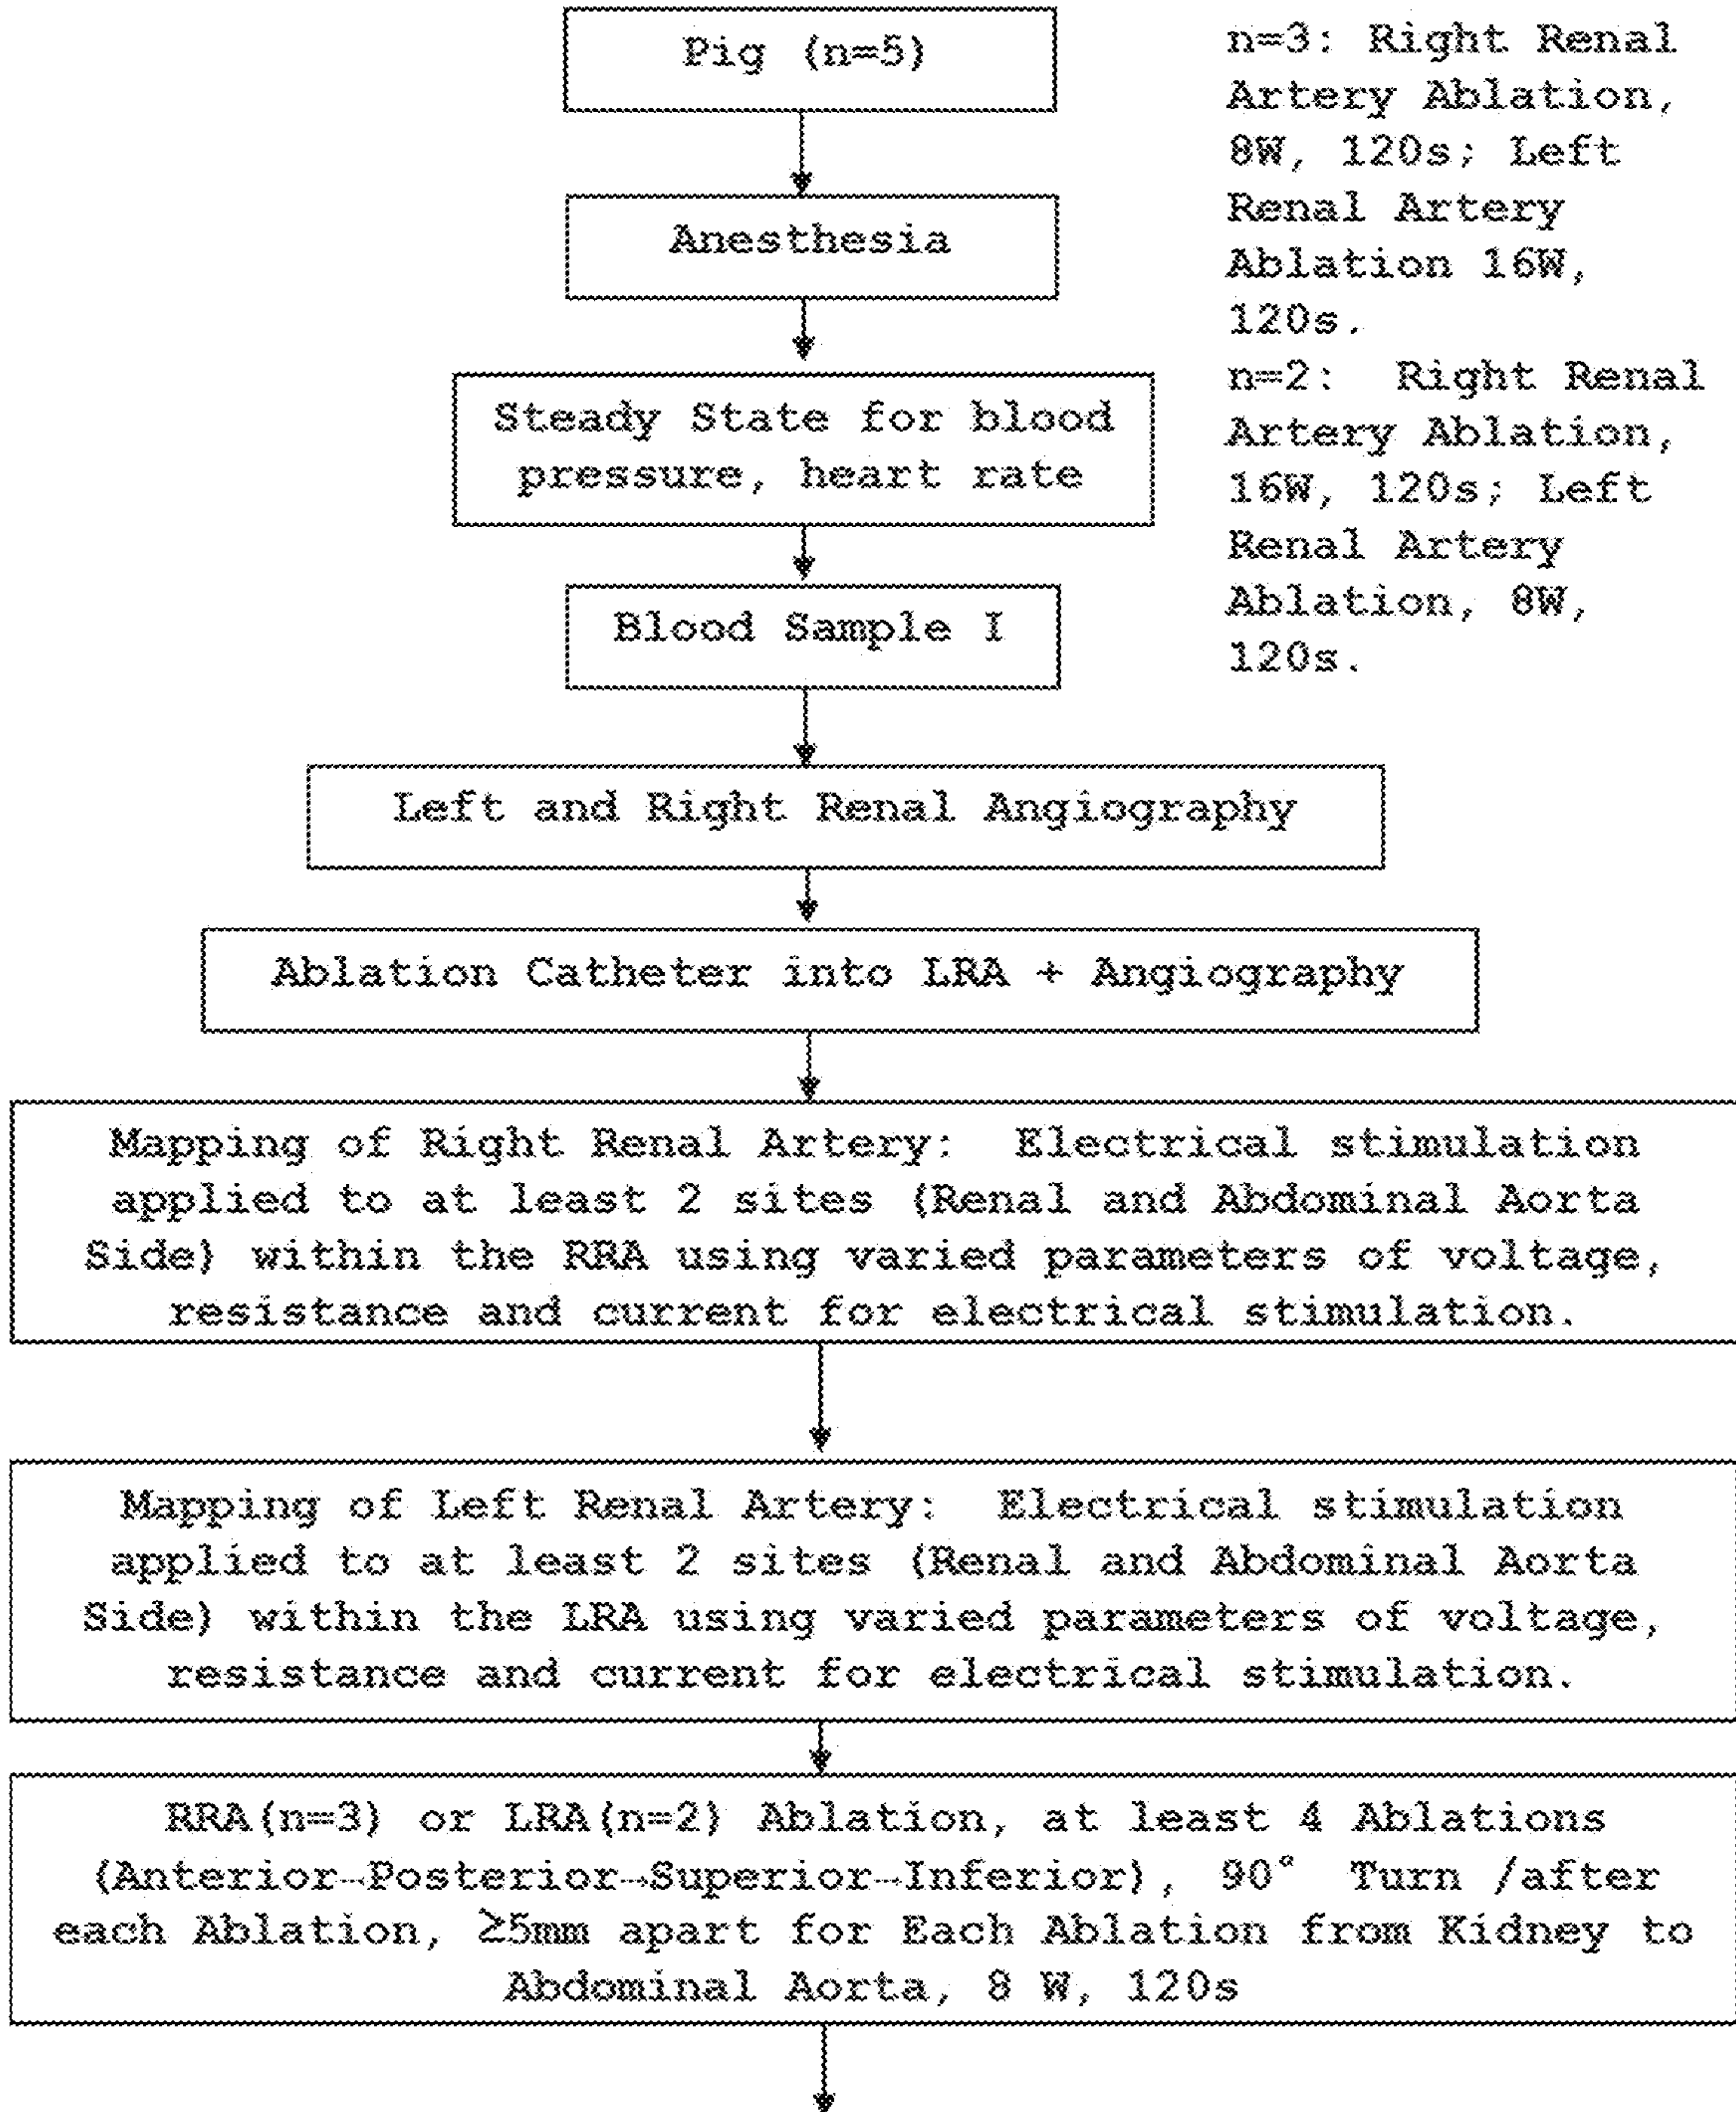 Pig (n=5)
Anesthesia
Steady State for blood
pressure, heart rate
Blood Sample I
n=3: Right Renal
Artery Ablation,
8W, 120s; Left
Renal Artery
Ablation 16W,
120s.
n=2: Right Renal
Artery Ablation,
16W, 120s; Left
Renal Artery
Ablation, 8W,
120s.
Left and Right Renal Angiography
Ablation Catheter into LRA + Angiography
Mapping of Right Renal Artery: Electrical stimulation
applied to at least 2 sites (Renal and Abdominal Aorta
Side) within the RRA using varied parameters of voltage,
resistance and current for electrical stimulation.
Mapping of Left Renal Artery: Electrical stimulation
applied to at least 2 sites (Renal and Abdominal Aorta
Side) within the LRA using varied parameters of voltage,
resistance and current for electrical stimulation.
RRA(n=3) or LRA(n=2) Ablation, at least 4 Ablations
(Anterior→Posterior→Superior→Inferior), 90° Turn /after
each Ablation, ≥5mm apart for Each Ablation from Kidney to
Abdominal Aorta, 8 W, 120s